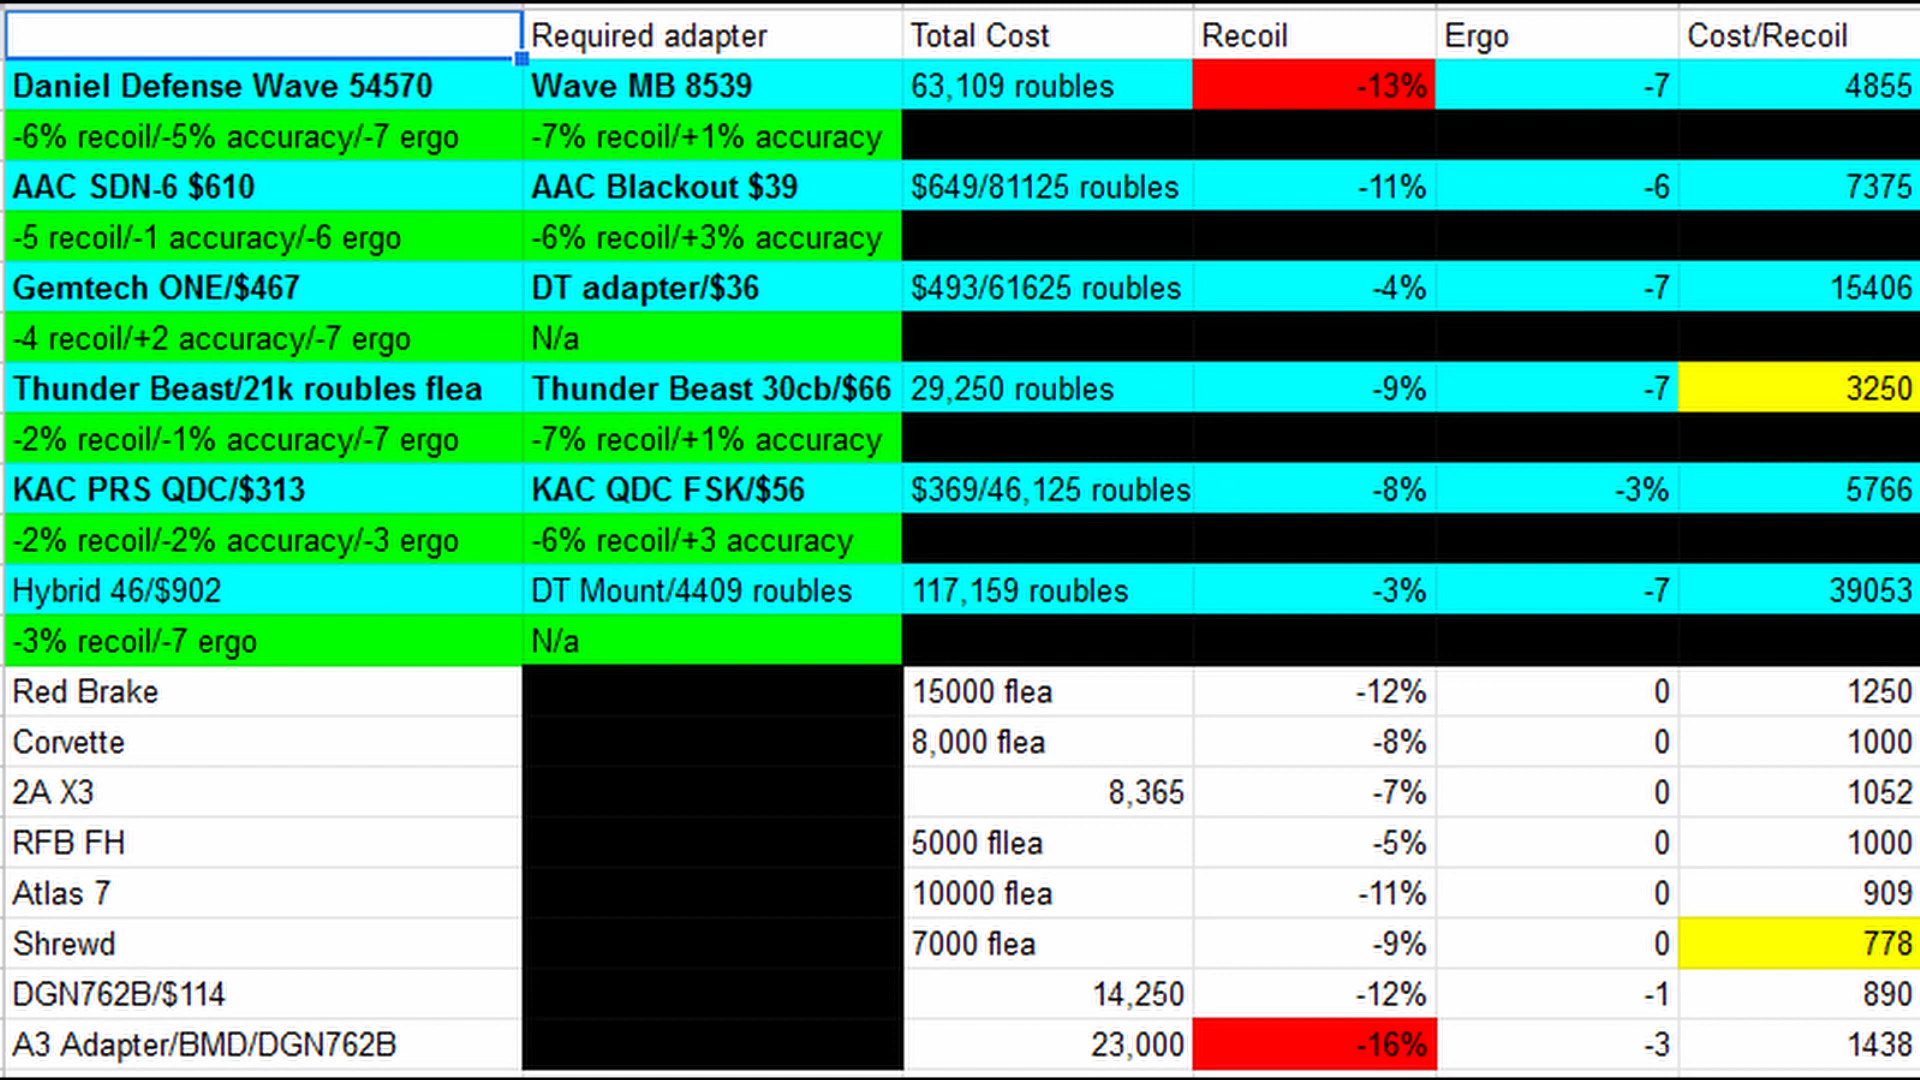 Required adapter Total Cost Recoil Ergo Cost/Recoil
Daniel Defense Wave 54570 Wave MB 8539 63,109 roubles -13% -7 4855
-6% recoil/-5% accuracy/-7 ergo -7% recoil/+1% accuracy
AAC SDN-6 $610 AAC Blackout $39 $649/81125 roubles -11% -6 7375
-5 recoil/-1 accuracy/-6 ergo -6% recoil/+3% accuracy
Gemtech ONE/$467 DT adapter/$36 $493/61625 roubles -4% -7 15406
-4 recoil/+2 accuracy/-7 ergo N/a
Thunder Beast/21k roubles flea Thunder Beast 30cb/$66 29,250 roubles -9% -7 3250
-2% recoil/-1% accuracy/-7 ergo -7% recoil/+1% accuracy
KAC PRS QDC/$313 KAC QDC FSK/$56 $369/46,125 roubles -8% -3% 5766
-2% recoil/-2% accuracy/-3 ergo -6% recoil/+3 accuracy
Hybrid 46/$902 DT Mount/4409 roubles 117,159 roubles -3% -7 39053
-3% recoil/-7 ergo N/a
Red Brake 15000 flea -12% 0 1250
Corvette 8,000 flea -8% 0 1000
2A X3 8,365 -7% 0 1052
RFB FH 5000 fllea -5% 0 1000
Atlas 7 10000 flea -11% 0 909
Shrewd 7000 flea -9% 0 778
DGN762B/$114 14,250 -12% -1 890
A3 Adapter/BMD/DGN762B 23,000 -16% -3 1438